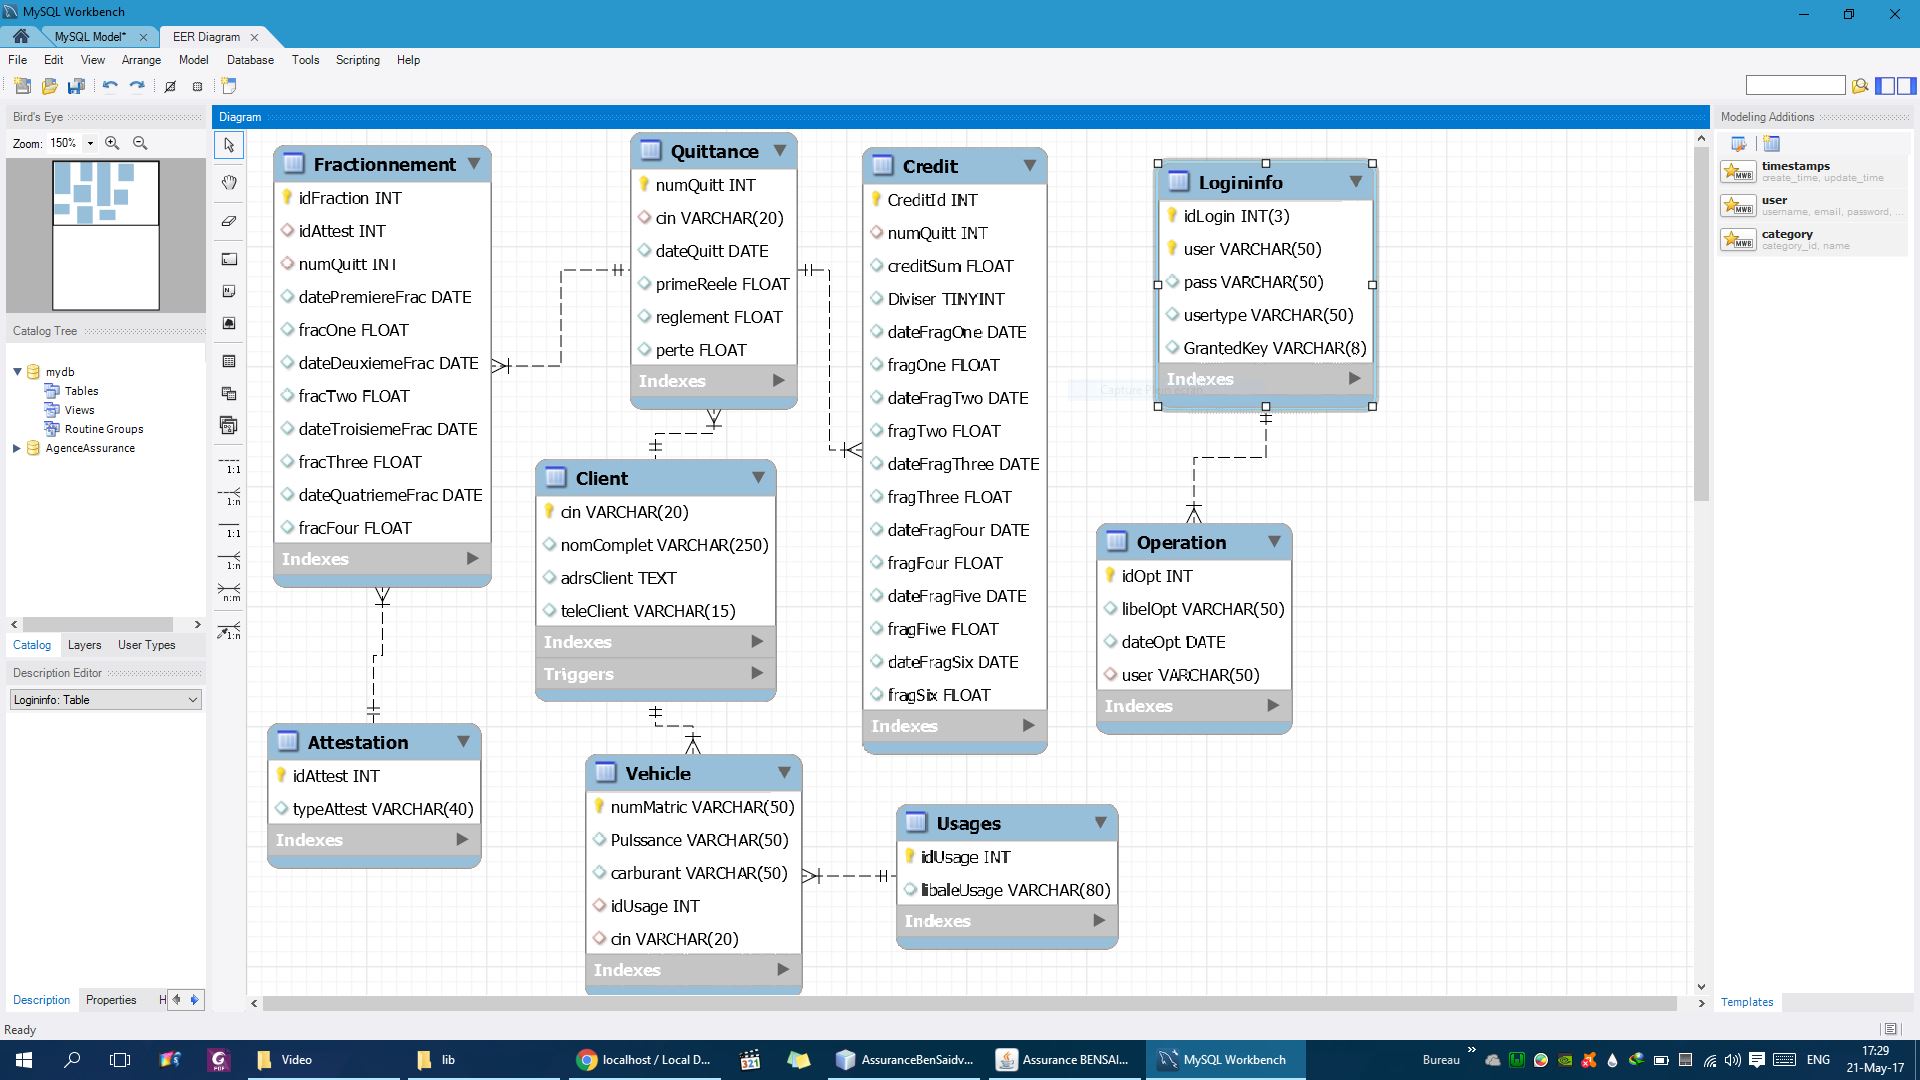 MySQL Workbench
MySQL Model*
EER Diagram
File Edit View Arrange Model Database Tools Scripting Help
Bird's Eye
Zoom: 150%
Catalog Tree
mydb
Tables
Views
Routine Groups
AgenceAssurance
Catalog Layers User Types
Description Editor
Logininfo: Table
Description Properties H
Ready
Diagram
1:1
1:n
1:1
1:n
n:m
1:n
Fractionnement
idFraction INT
idAttest INT
numQuitt INT
datePremiereFrac DATE
fracOne FLOAT
dateDeuxiemeFrac DATE
fracTwo FLOAT
dateTroisiemeFrac DATE
fracThree FLOAT
dateQuatriemeFrac DATE
fracFour FLOAT
Indexes
Attestation
idAttest INT
typeAttest VARCHAR(40)
Indexes
Quittance
numQuitt INT
cin VARCHAR(20)
dateQuitt DATE
primeReele FLOAT
reglement FLOAT
perte FLOAT
Indexes
Client
cin VARCHAR(20)
nomComplet VARCHAR(250)
adrsClient TEXT
teleClient VARCHAR(15)
Indexes
Triggers
Vehicle
numMatric VARCHAR(50)
Puissance VARCHAR(50)
carburant VARCHAR(50)
idUsage INT
cin VARCHAR(20)
Indexes
Credit
CreditId INT
numQuitt INT
creditSum FLOAT
Diviser TINYINT
dateFragOne DATE
fragOne FLOAT
dateFragTwo DATE
fragTwo FLOAT
dateFragThree DATE
fragThree FLOAT
dateFragFour DATE
fragFour FLOAT
dateFragFive DATE
fragFive FLOAT
dateFragSix DATE
fragSix FLOAT
Indexes
Usages
idUsage INT
libaleUsage VARCHAR(80)
Indexes
Logininfo
idLogin INT(3)
user VARCHAR(50)
pass VARCHAR(50)
usertype VARCHAR(50)
GrantedKey VARCHAR(8)
Indexes
Capture
Operation
idOpt INT
libelOpt VARCHAR(50)
dateOpt DATE
user VARCHAR(50)
Indexes
Modeling Additions
timestamps
create_time, update_time
user
username, email, password, ...
category
category_id, name
Templates
Video
lib
localhost / Local D...
321
AssuranceBenSaidv...
Assurance BENSAI...
MySQL Workbench
Bureau
ENG
17:29
21-May-17